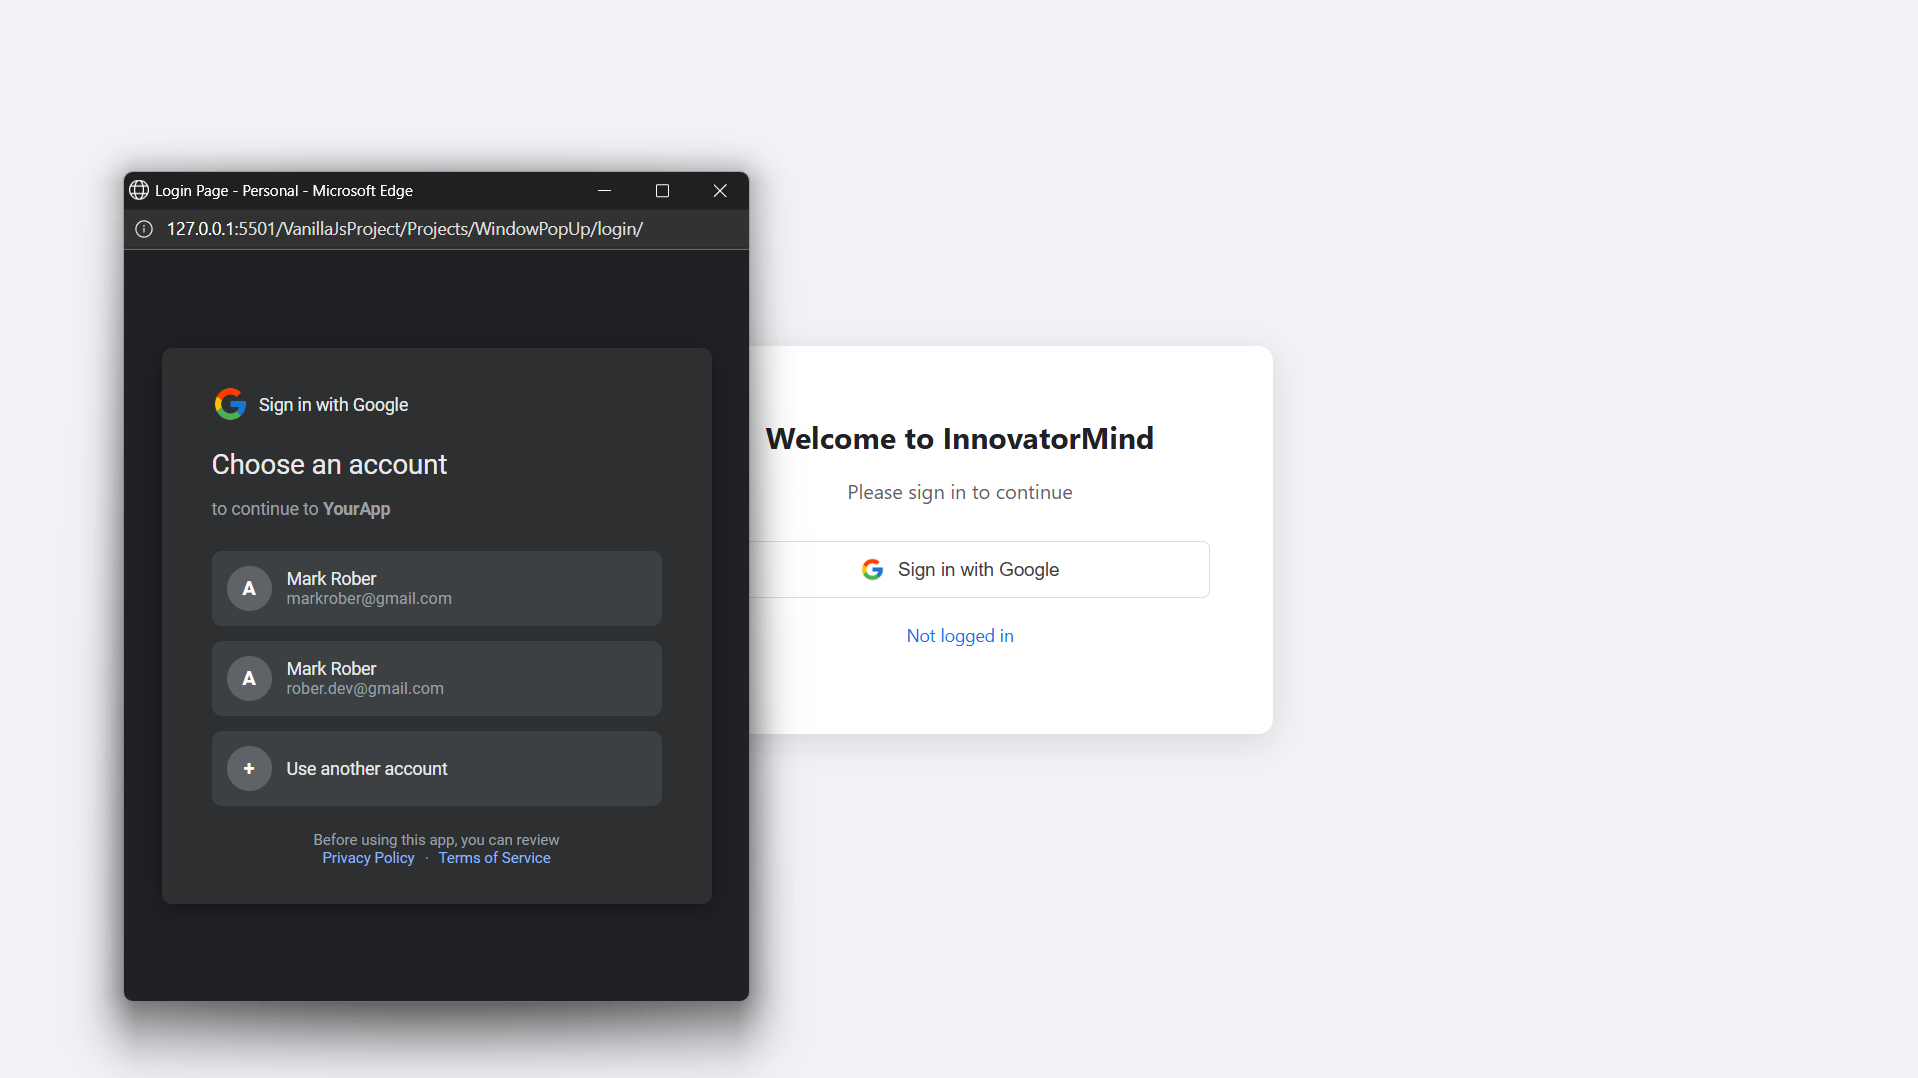 Login Page - Personal - Microsoft Edge
127.0.0.1:5501/VanillaJsProject/Projects/WindowPopUp/login/
Sign in with Google
Choose an account
to continue to YourApp
A
Mark Rober
markrober@gmail.com
A
Mark Rober
rober.dev@gmail.com
+
Use another account
Before using this app, you can review
Privacy Policy · Terms of Service
Welcome to InnovatorMind
Please sign in to continue
Sign in with Google
Not logged in